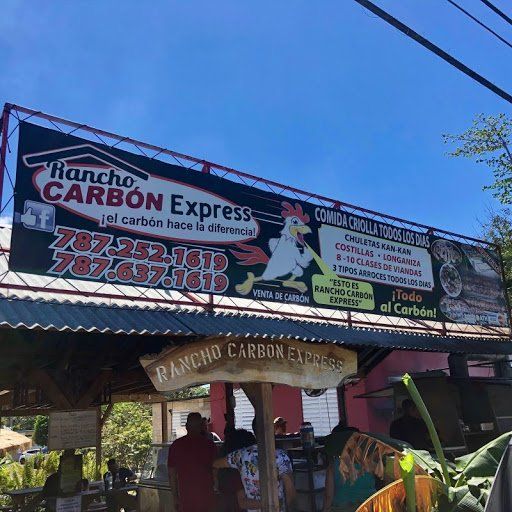 Rancho
CARBÓN Express
¡el carbón hace la diferencia!
f
787.252.1619
787.637.1619
VENTA DE CARBÓN
COMIDA CRIOLLA TODOS LOS DIAS
CHULETAS KAN-KAN
COSTILLAS • LONGANIZA
8 -10 CLASES DE VIANDAS
3 TIPOS ARROCES TODOS LOS DIAS
"ESTO ES
RANCHO CARBÓN
EXPRESS"
¡Todo
al Carbón!
RANCHO CARBON EXPRESS